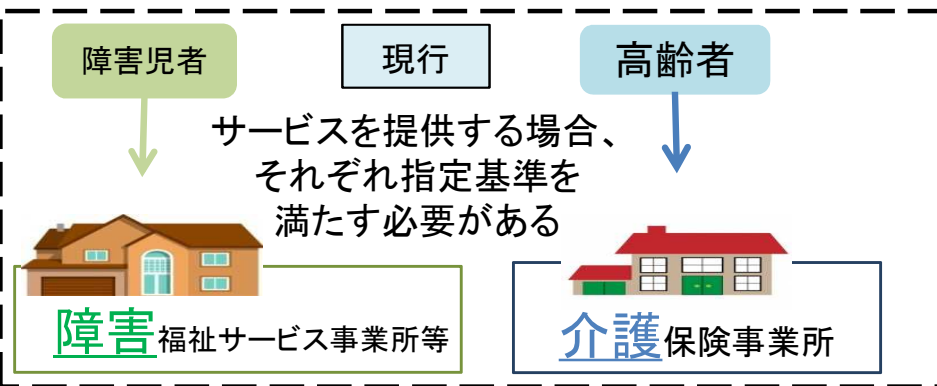 障害児者
現行
高齢者
サービスを提供する場合、
それぞれ指定基準を
満たす必要がある
障害福祉サービス事業所等
介護保険事業所